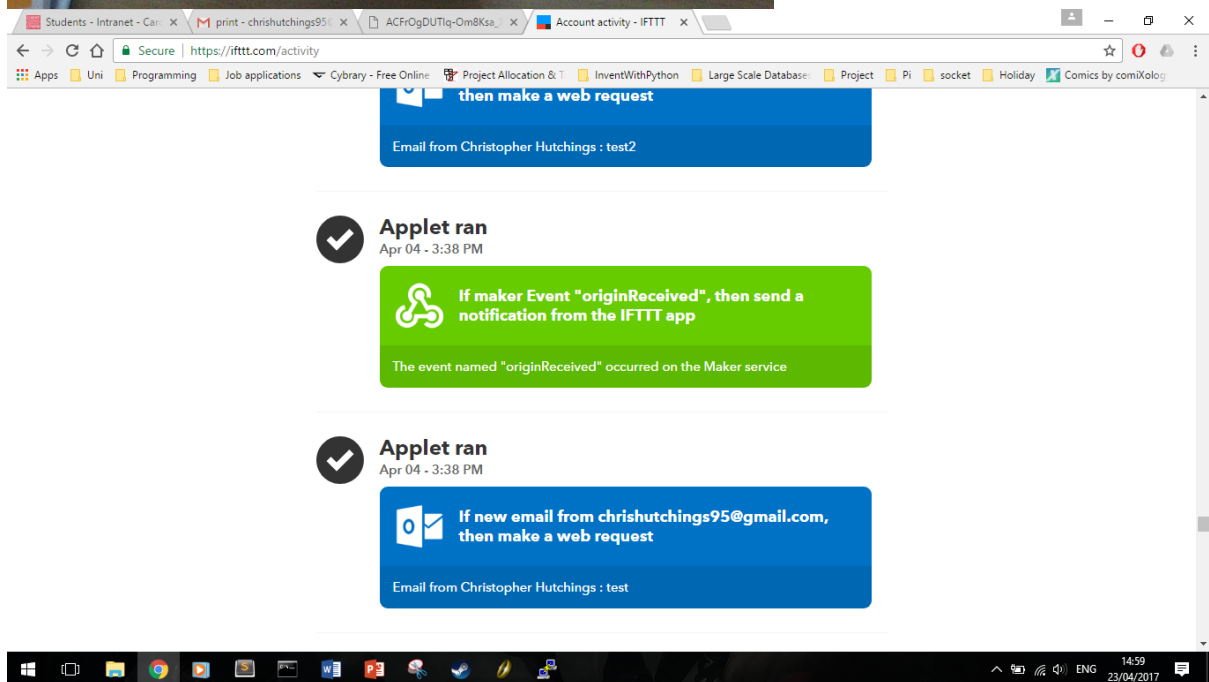 Students - Intranet - Car
print - chrishutchings95
ACFrOgDUTIq-Om8Ksa_
Account activity - IFTTT
Secure
https://ifttt.com/activity
Apps
Uni
Programming
Job applications
Cybrary - Free Online
Project Allocation & T
InventWithPython
Large Scale Database
Project
Pi
socket
Holiday
Comics by comiXolog
then make a web request
Email from Christopher Hutchings : test2
Applet ran
Apr 04 - 3:38 PM
If maker Event "originReceived", then send a
notification from the IFTTT app
The event named "originReceived" occurred on the Maker service
Applet ran
Apr 04 - 3:38 PM
If new email from chrishutchings95@gmail.com,
then make a web request
Email from Christopher Hutchings : test
ENG
14:59
23/04/2017